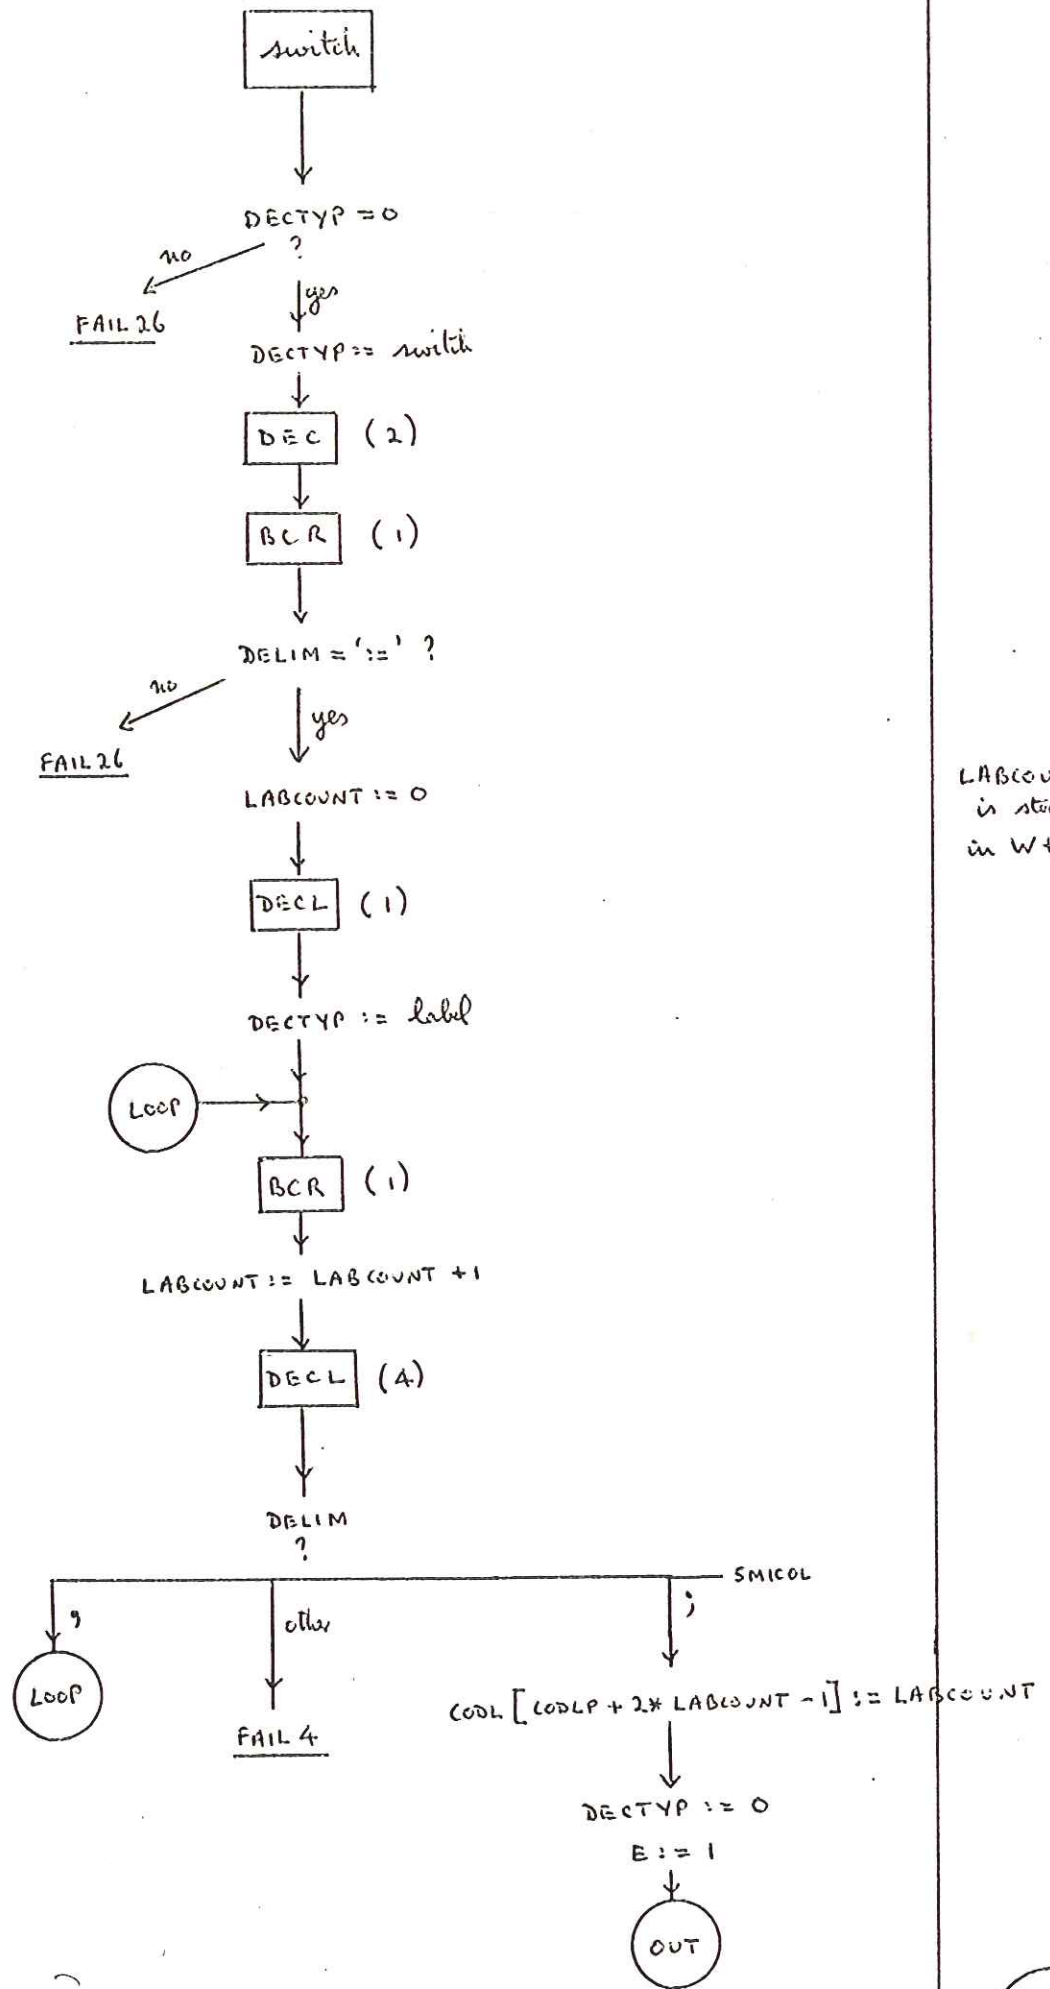 switch
DECTYP = 0
?
no
yes
FAIL 26
DECTYP := switch
DEC (2)
BCR (1)
DELIM = ':=' ?
no
yes
FAIL 26
LABCOUNT := 0
is
in W
DECL (1)
DECTYP := label
LOOP
BCR (1)
LABCOUNT := LABCOUNT + 1
DECL (4)
DELIM
?
SMICOL
, other ;
LOOP
FAIL 4
CODL [CODLP + 2* LABCOUNT - 1] := LABCOUNT
DECTYP := 0
E := 1
OUT